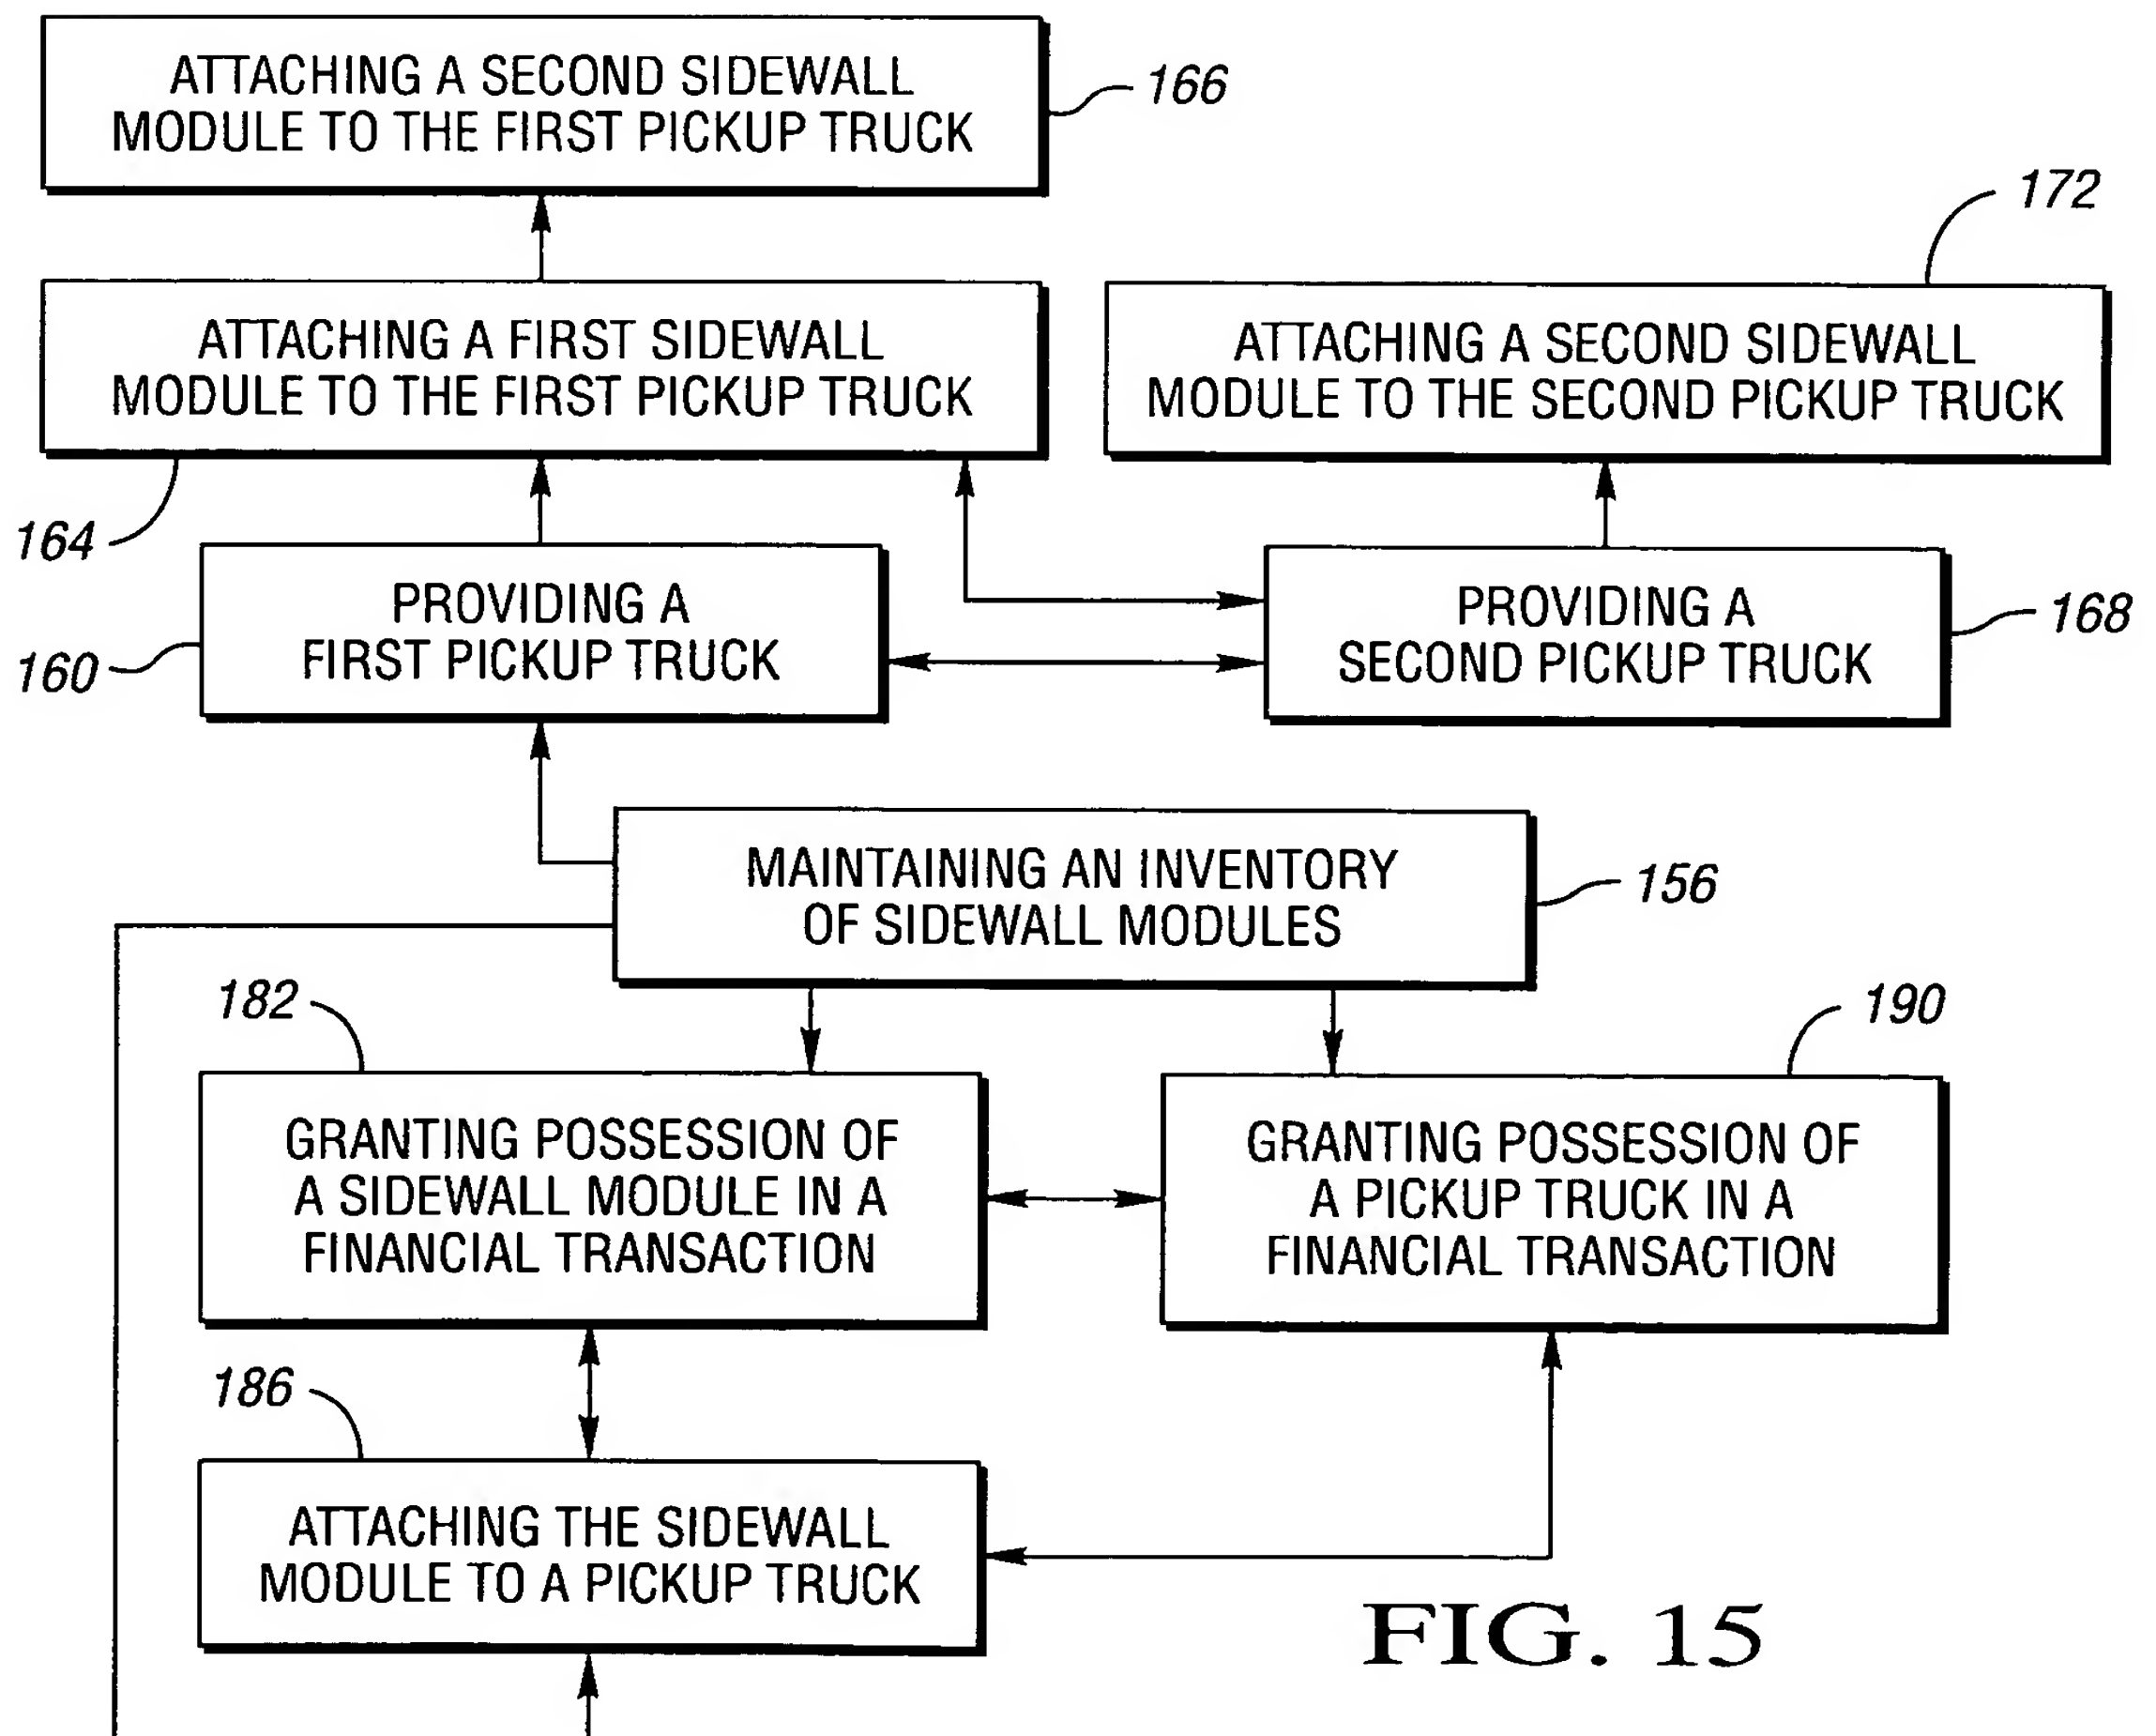 ATTACHING A SECOND SIDEWALL
MODULE TO THE FIRST PICKUP TRUCK
166
172
ATTACHING A FIRST SIDEWALL
MODULE TO THE FIRST PICKUP TRUCK
ATTACHING A SECOND SIDEWALL
MODULE TO THE SECOND PICKUP TRUCK
164
PROVIDING A
FIRST PICKUP TRUCK
160
PROVIDING A
SECOND PICKUP TRUCK
168
MAINTAINING AN INVENTORY
OF SIDEWALL MODULES
156
182
190
GRANTING POSSESSION OF
A SIDEWALL MODULE IN A
FINANCIAL TRANSACTION
GRANTING POSSESSION OF
A PICKUP TRUCK IN A
FINANCIAL TRANSACTION
186
ATTACHING THE SIDEWALL
MODULE TO A PICKUP TRUCK
FIG. 15